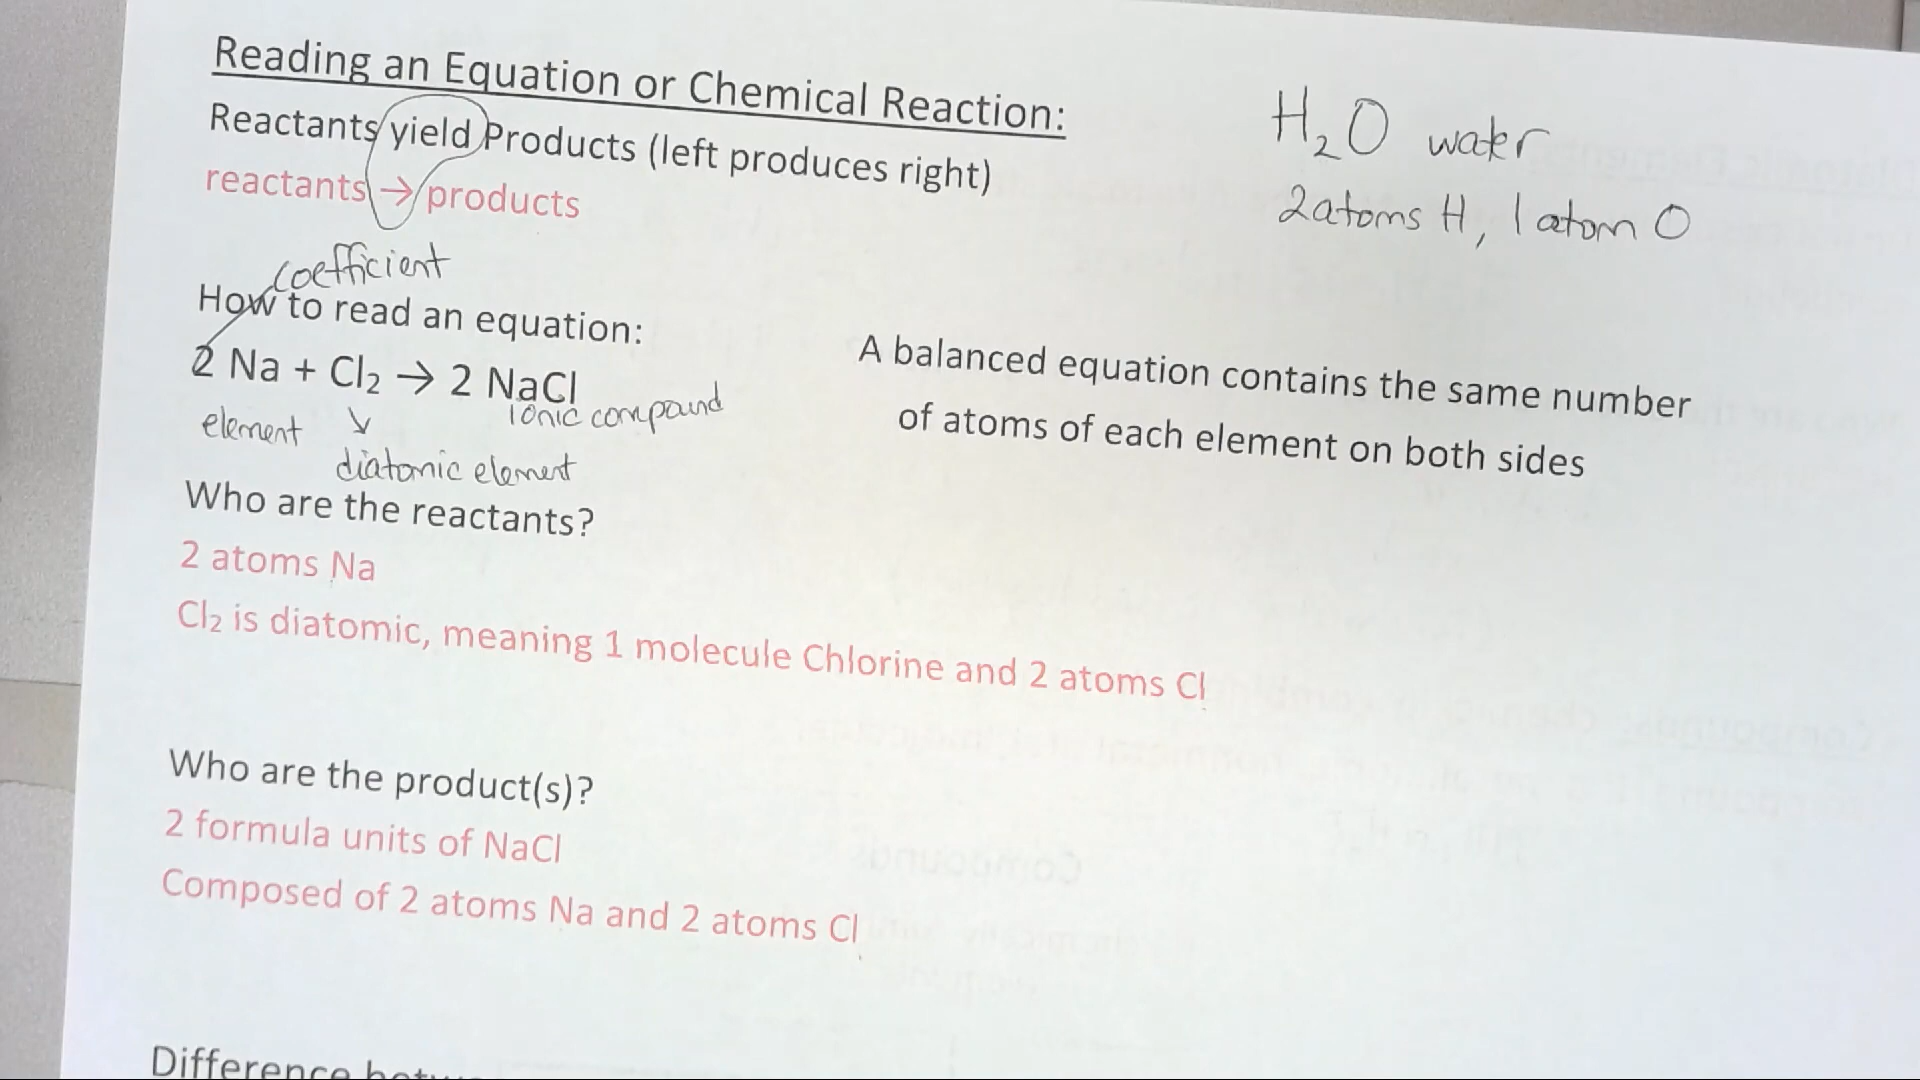 Reading an Equation or Chemical Reaction:
Reactants yield Products (left produces right)
reactants → products
H₂O water
2 atoms H, 1 atom O
coefficient
How to read an equation:
2 Na + Cl₂ → 2 NaCl
element
ionic compound
diatomic element
A balanced equation contains the same number
of atoms of each element on both sides
Who are the reactants?
2 atoms Na
Cl₂ is diatomic, meaning 1 molecule Chlorine and 2 atoms Cl
Who are the product(s)?
2 formula units of NaCl
Composed of 2 atoms Na and 2 atoms Cl
Difference